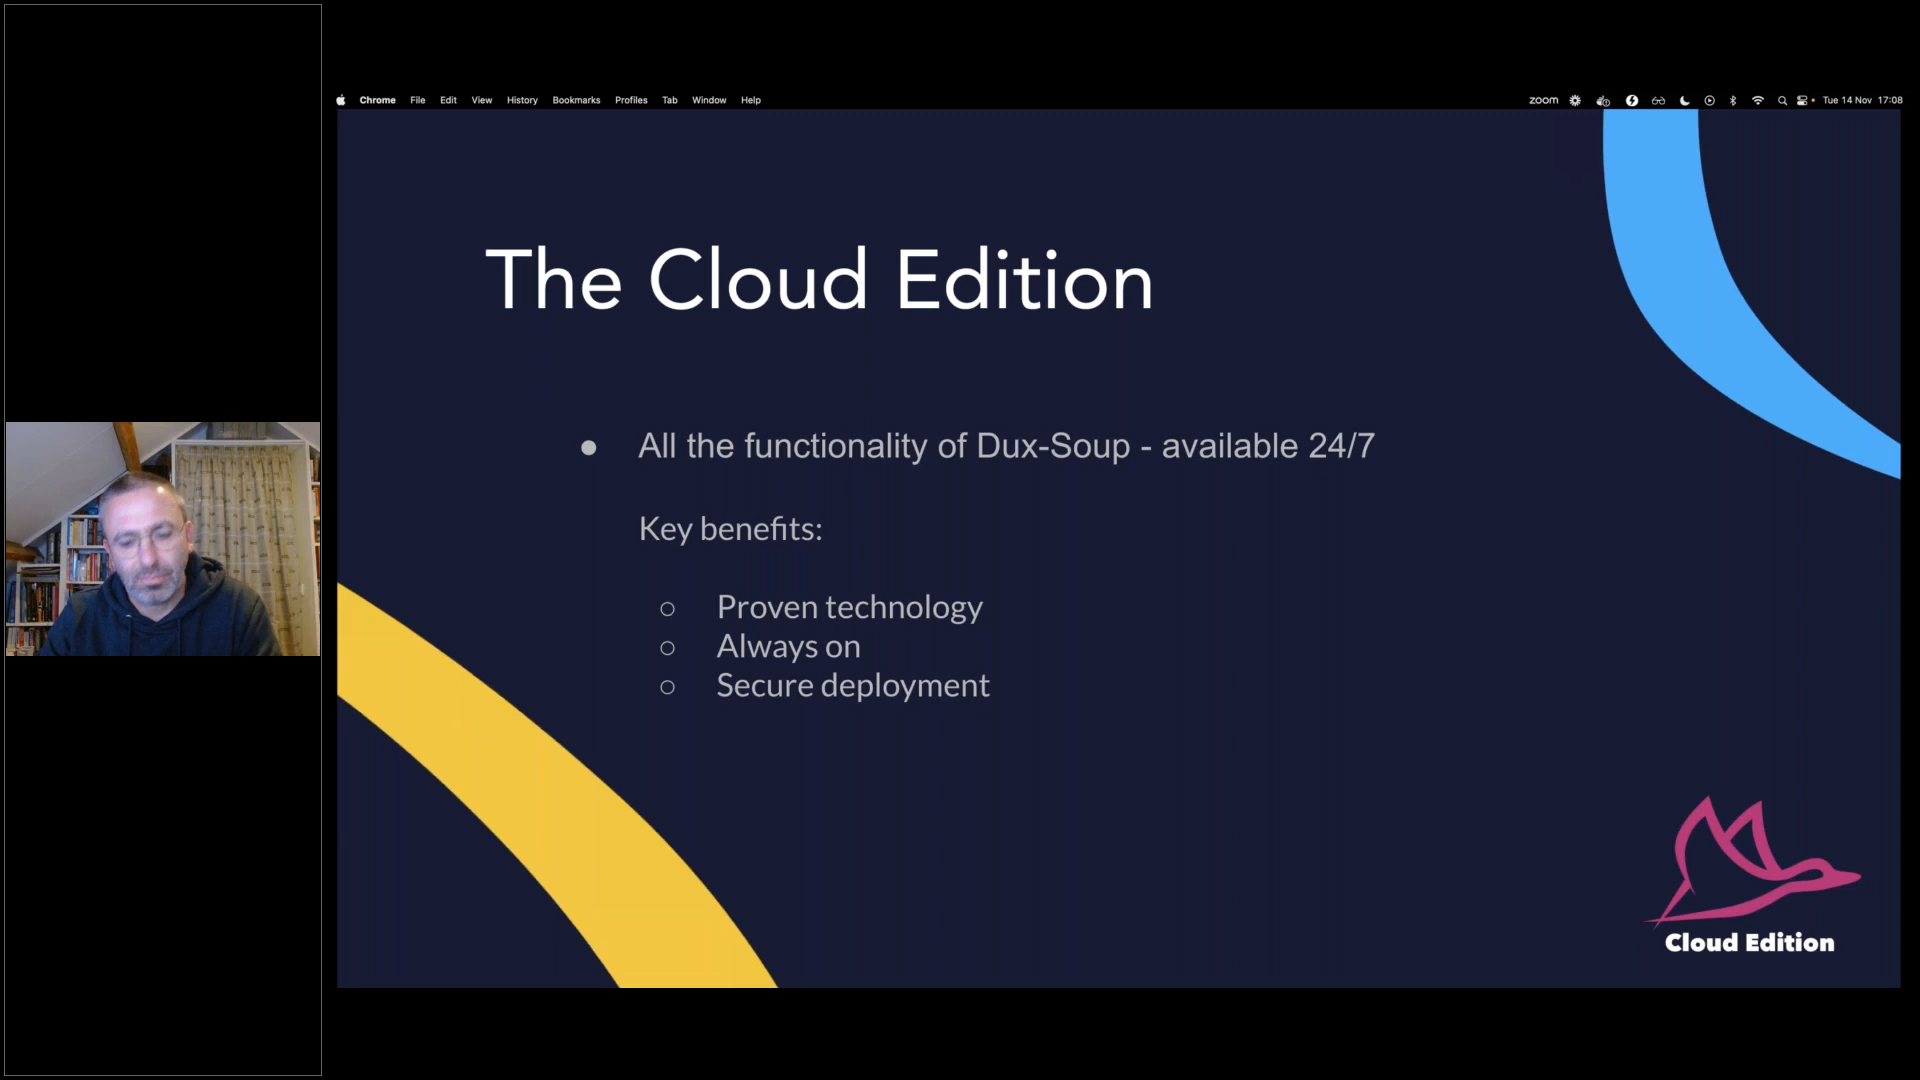 Chrome File Edit View History Bookmarks Profiles Tab Window Help
zoom Tue 14 Nov 17:08
The Cloud Edition
● All the functionality of Dux-Soup - available 24/7
Key benefits:
○ Proven technology
○ Always on
○ Secure deployment
Cloud Edition